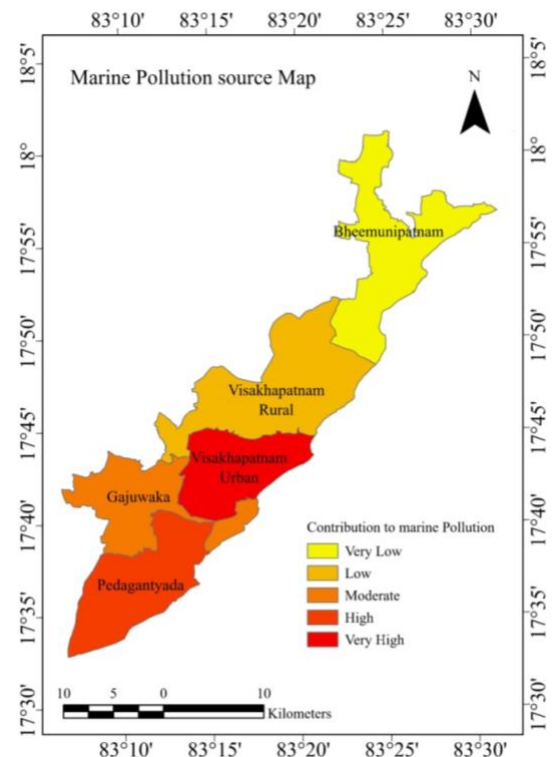 83°10' 83°15' 83°20' 83°25' 83°30'
18°5' 18°5'
Marine Pollution source Map
N
18° 18°
Bheemunipatnam
17°55' 17°55'
17°50' 17°50'
Visakhapatnam
Rural
17°45' 17°45'
Visakhapatnam
Urban
Gajuwaka
17°40' 17°40'
Contribution to marine Pollution
Very Low
Low
Moderate
High
Very High
Pedagantyada
17°35' 17°35'
10 5 0 10
Kilometers
17°30' 17°30'
83°10' 83°15' 83°20' 83°25' 83°30'